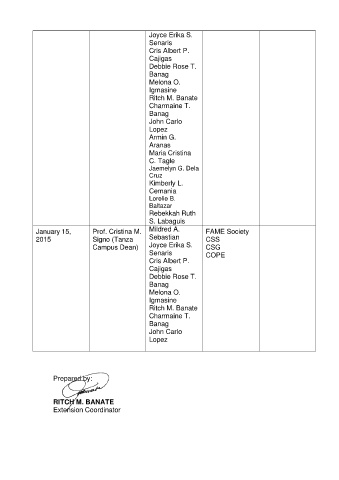 Joyce Erika S.
Senaris
Cris Albert P.
Cajigas
Debbie Rose T.
Banag
Melona O.
Igmasine
Ritch M. Banate
Charmaine T.
Banag
John Carlo
Lopez
Armin G.
Aranas
Maria Cristina
C. Tagle
Jaemelyn G. Dela
Cruz
Kimberly L.
Cernania
Lorelie B.
Baltazar
Rebekkah Ruth
S. Labaguis
January 15,
2015
Prof. Cristina M.
Signo (Tanza
Campus Dean)
Mildred A.
Sebastian
Joyce Erika S.
Senaris
Cris Albert P.
Cajigas
Debbie Rose T.
Banag
Melona O.
Igmasine
Ritch M. Banate
Charmaine T.
Banag
John Carlo
Lopez
FAME Society
CSS
CSG
COPE
Prepared by:
RITCH M. BANATE
Extension Coordinator